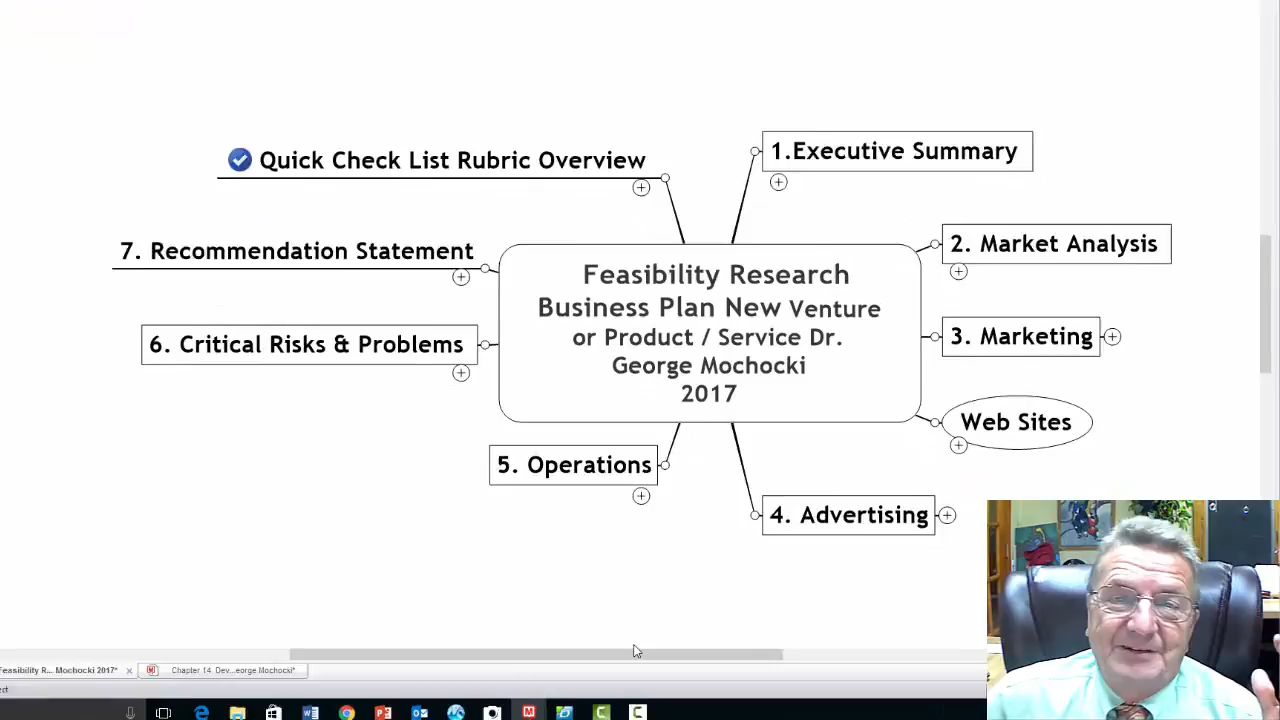 Quick Check List Rubric Overview
1.Executive Summary
7. Recommendation Statement
2. Market Analysis
Feasibility Research
Business Plan New Venture
or Product / Service Dr.
George Mochocki
2017
6. Critical Risks & Problems
3. Marketing
Web Sites
5. Operations
4. Advertising
Feasibility R... Mochocki 2017*
Chapter 14 Dev...eorge Mochocki*
ect